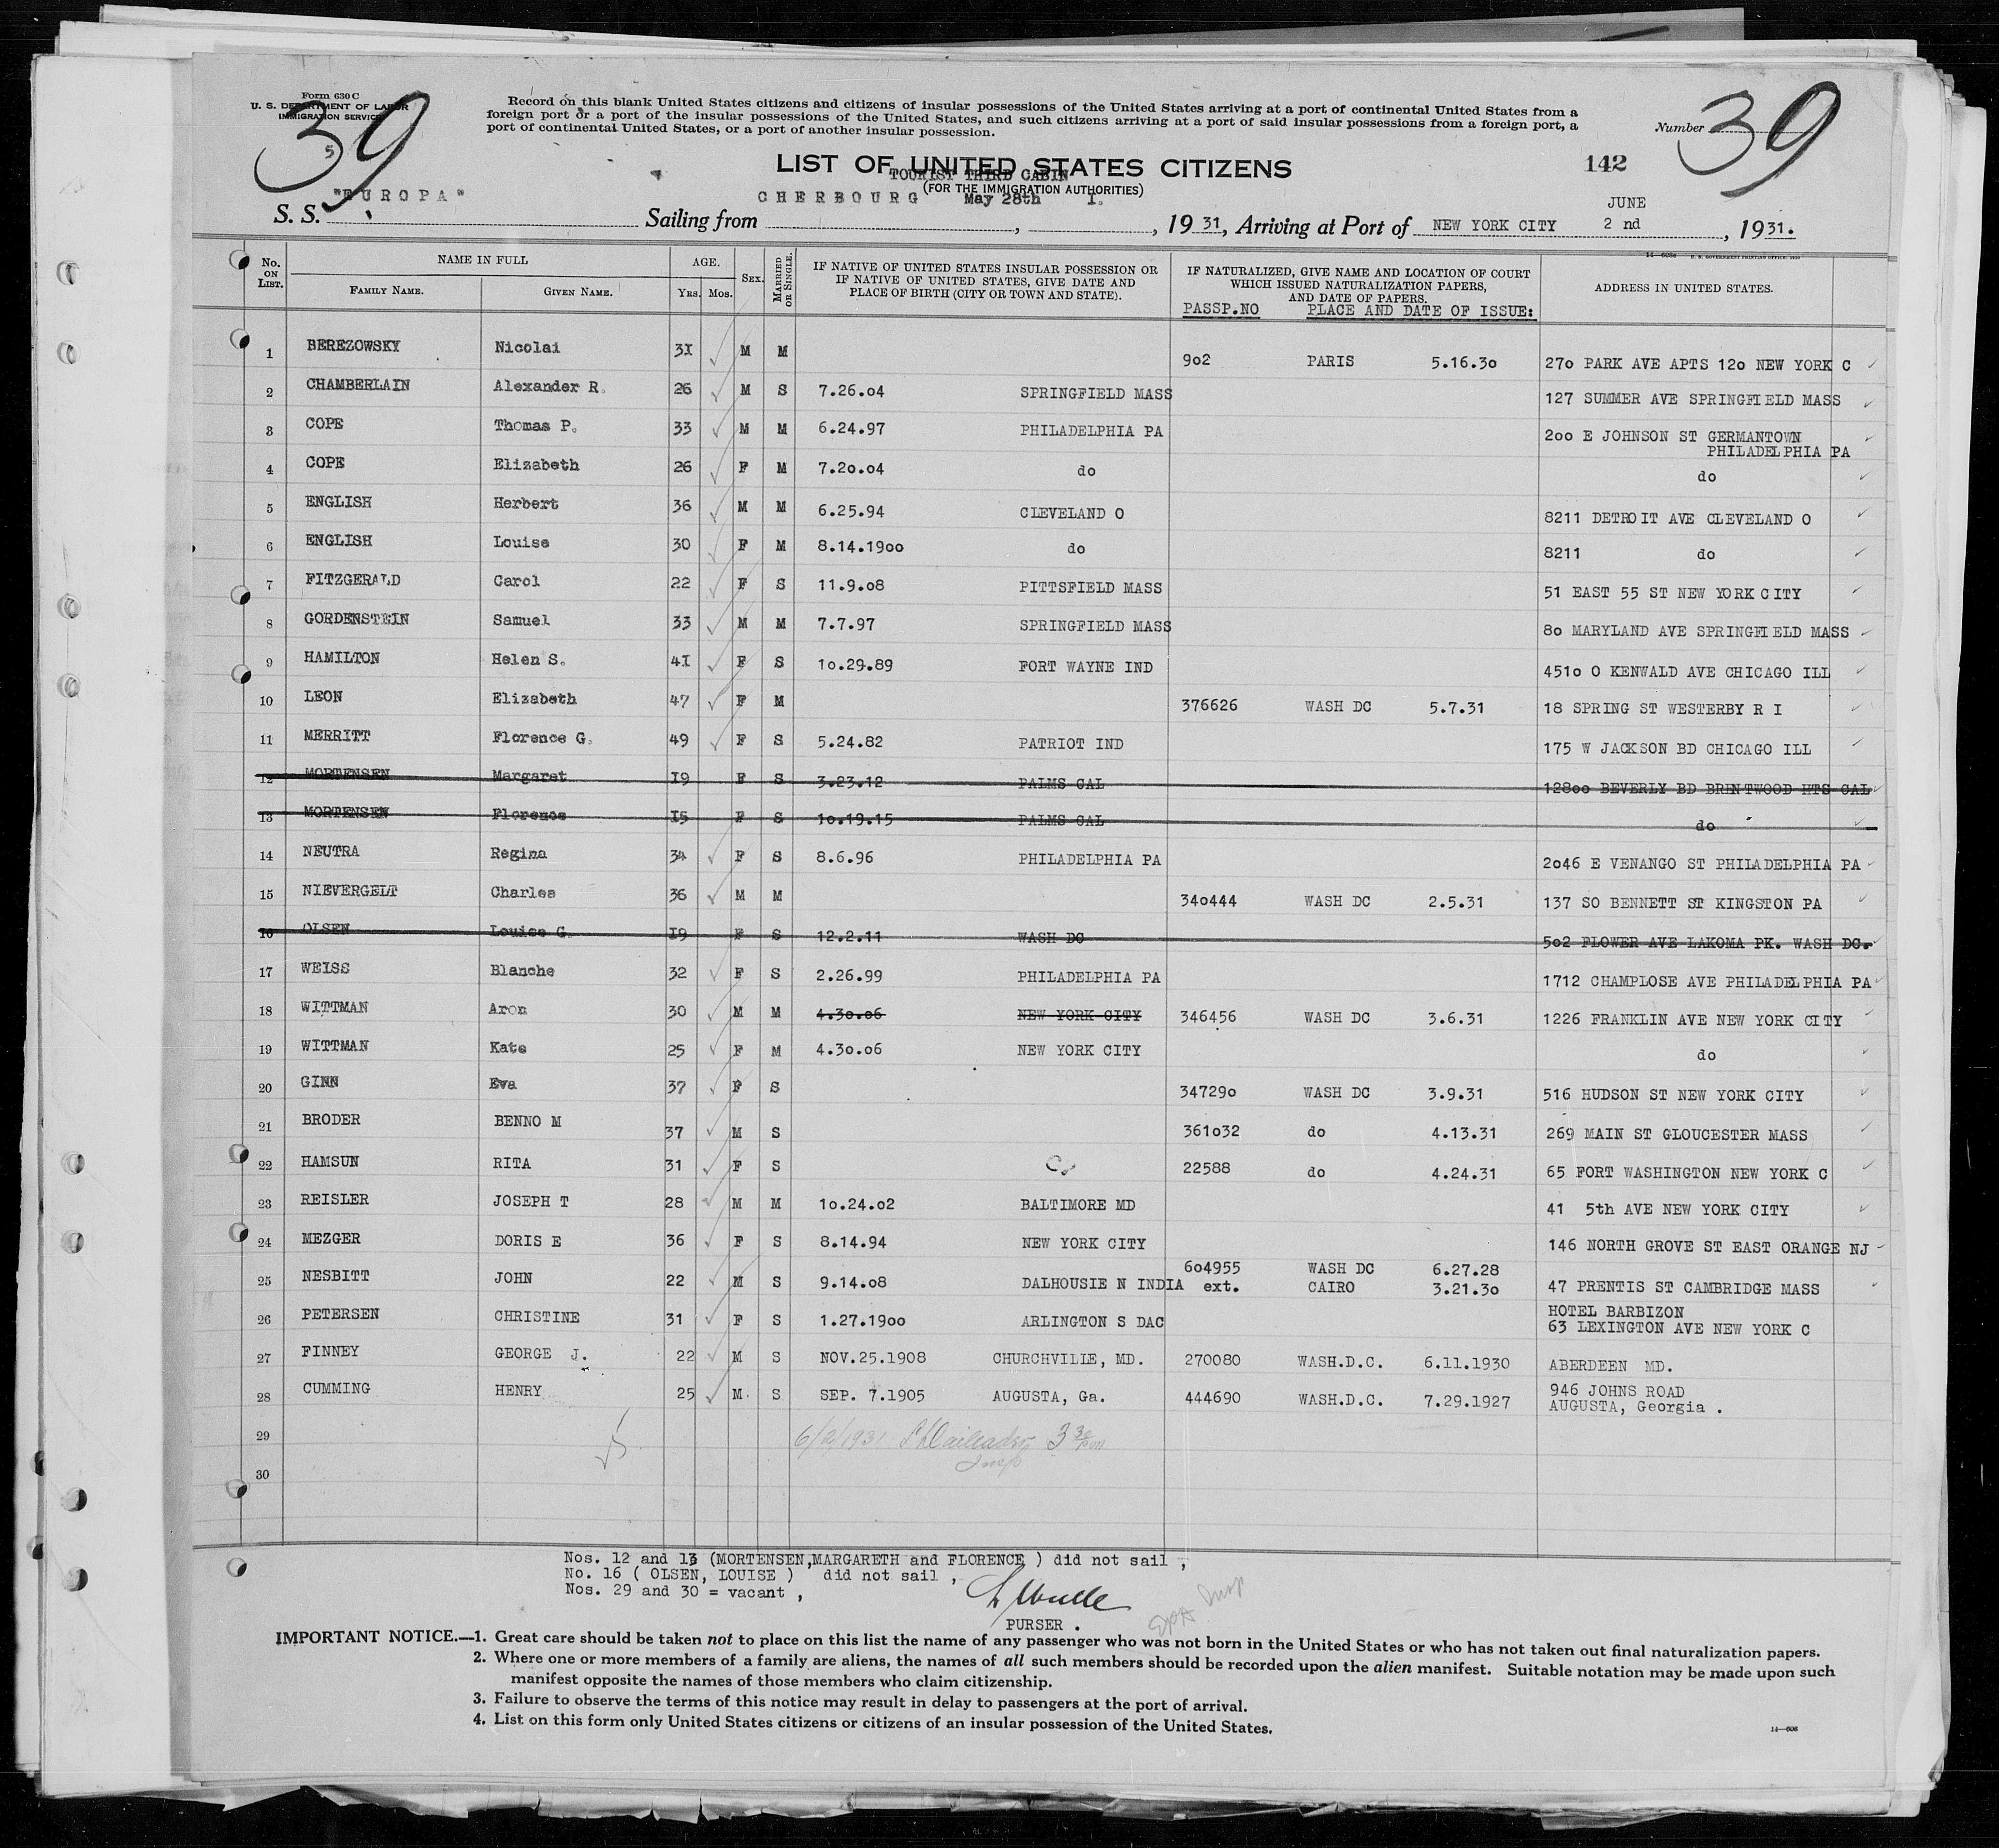 Form 630 C
U. S. DEPARTMENT OF LABOR
IMMIGRATION SERVICE
39
5
Record on this blank United States citizens and citizens of insular possessions of the United States arriving at a port of continental United States from a
foreign port or a port of the insular possessions of the United States, and such citizens arriving at a port of said insular possessions from a foreign port, a
port of continental United States, or a port of another insular possession.
Number 39
142
LIST OF UNITED STATES CITIZENS
TOURIST THIRD CABIN
(FOR THE IMMIGRATION AUTHORITIES)
S. S. "EUROPA" Sailing from CHERBOURG May 28th I. , 1931, Arriving at Port of NEW YORK CITY JUNE 2 nd , 1931.
No. ON LIST. NAME IN FULL FAMILY NAME. GIVEN NAME. AGE. YRS. MOS. SEX. MARRIED OR SINGLE. IF NATIVE OF UNITED STATES INSULAR POSSESSION OR IF NATIVE OF UNITED STATES, GIVE DATE AND PLACE OF BIRTH (CITY OR TOWN AND STATE). IF NATURALIZED, GIVE NAME AND LOCATION OF COURT WHICH ISSUED NATURALIZATION PAPERS, AND DATE OF PAPERS. ADDRESS IN UNITED STATES.
PASSP.NO PLACE AND DATE OF ISSUE:
1 BEREZOWSKY Nicolai 3I M M 902 PARIS 5.16.30 270 PARK AVE APTS 120 NEW YORK C
2 CHAMBERLAIN Alexander R. 26 M S 7.26.04 SPRINGFIELD MASS 127 SUMMER AVE SPRINGFIELD MASS
3 COPE Thomas P. 33 M M 6.24.97 PHILADELPHIA PA 200 E JOHNSON ST GERMANTOWN
PHILADELPHIA PA
4 COPE Elizabeth 26 F M 7.20.04 do do
5 ENGLISH Herbert 36 M M 6.25.94 CLEVELAND O 8211 DETROIT AVE CLEVELAND O
6 ENGLISH Louise 30 F M 8.14.1900 do 8211 do
7 FITZGERALD Carol 22 F S 11.9.08 PITTSFIELD MASS 51 EAST 55 ST NEW YORK CITY
8 GORDENSTEIN Samuel 33 M M 7.7.97 SPRINGFIELD MASS 80 MARYLAND AVE SPRINGFIELD MASS
9 HAMILTON Helen S. 4I F S 10.29.89 FORT WAYNE IND 4510 O KENWALD AVE CHICAGO ILL
10 LEON Elizabeth 47 F M 376626 WASH DC 5.7.31 18 SPRING ST WESTERBY R I
11 MERRITT Florence G. 49 F S 5.24.82 PATRIOT IND 175 W JACKSON BD CHICAGO ILL
12 MORTENSEN Margaret I9 F S 3.23.12 PALMS CAL 12800 BEVERLY BD BRENTWOOD HTS CAL
13 MORTENSEN Florence I5 F S 10.19.15 PALMS CAL do
14 NEUTRA Regina 34 F S 8.6.96 PHILADELPHIA PA 2046 E VENANGO ST PHILADELPHIA PA
15 NIEVERGELT Charles 36 M M 340444 WASH DC 2.5.31 137 SO BENNETT ST KINGSTON PA
16 OLSEN Louise G I9 F S 12.2.11 WASH DC 502 FLOWER AVE LAKOMA PK. WASH DC.
17 WEISS Blanche 32 F S 2.26.99 PHILADELPHIA PA 1712 CHAMPLOSE AVE PHILADELPHIA PA
18 WITTMAN Aron 30 M M 4.30.06 NEW YORK CITY 346456 WASH DC 3.6.31 1226 FRANKLIN AVE NEW YORK CITY
19 WITTMAN Kate 25 F M 4.30.06 NEW YORK CITY do
20 GINN Eva 37 F S 347290 WASH DC 3.9.31 516 HUDSON ST NEW YORK CITY
21 BRODER BENNO M 37 M S 361032 do 4.13.31 269 MAIN ST GLOUCESTER MASS
22 HAMSUN RITA 31 F S 22588 do 4.24.31 65 FORT WASHINGTON NEW YORK C
23 REISLER JOSEPH T 28 M M 10.24.02 BALTIMORE MD 41 5th AVE NEW YORK CITY
24 MEZGER DORIS E 36 F S 8.14.94 NEW YORK CITY 146 NORTH GROVE ST EAST ORANGE NJ
604955 WASH DC 6.27.28
25 NESBITT JOHN 22 M S 9.14.08 DALHOUSIE N INDIA ext. CAIRO 3.21.30 47 PRENTIS ST CAMBRIDGE MASS
HOTEL BARBIZON
26 PETERSEN CHRISTINE 31 F S 1.27.1900 ARLINGTON S DAC 63 LEXINGTON AVE NEW YORK C
27 FINNEY GEORGE J. 22 M S NOV.25.1908 CHURCHVILLE, MD. 270080 WASH.D.C. 6.11.1930 ABERDEEN MD.
28 CUMMING HENRY 25 M S SEP. 7.1905 AUGUSTA, Ga. 444690 WASH.D.C. 7.29.1927 946 JOHNS ROAD
AUGUSTA, Georgia .
29 6/2/1931
30
Nos. 12 and 13 (MORTENSEN,MARGARETH and FLORENCE ) did not sail ,
No. 16 ( OLSEN, LOUISE ) did not sail ,
Nos. 29 and 30 = vacant ,
PURSER .
IMPORTANT NOTICE.—1. Great care should be taken not to place on this list the name of any passenger who was not born in the United States or who has not taken out final naturalization papers.
2. Where one or more members of a family are aliens, the names of all such members should be recorded upon the alien manifest. Suitable notation may be made upon such
manifest opposite the names of those members who claim citizenship.
3. Failure to observe the terms of this notice may result in delay to passengers at the port of arrival.
4. List on this form only United States citizens or citizens of an insular possession of the United States.
14—608